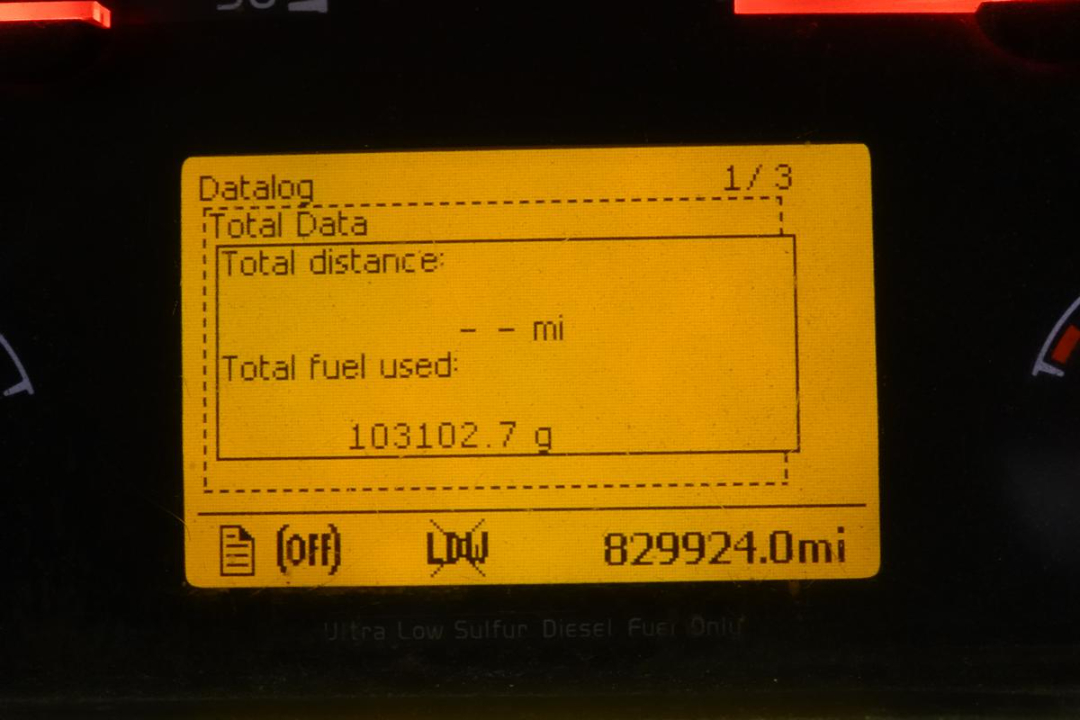 Datalog 1/3
Total Data
Total distance:
- - mi
Total fuel used:
103102.7 g
(OFF) LDW 829924.0mi
Ultra Low Sulfur Diesel Fuel Only